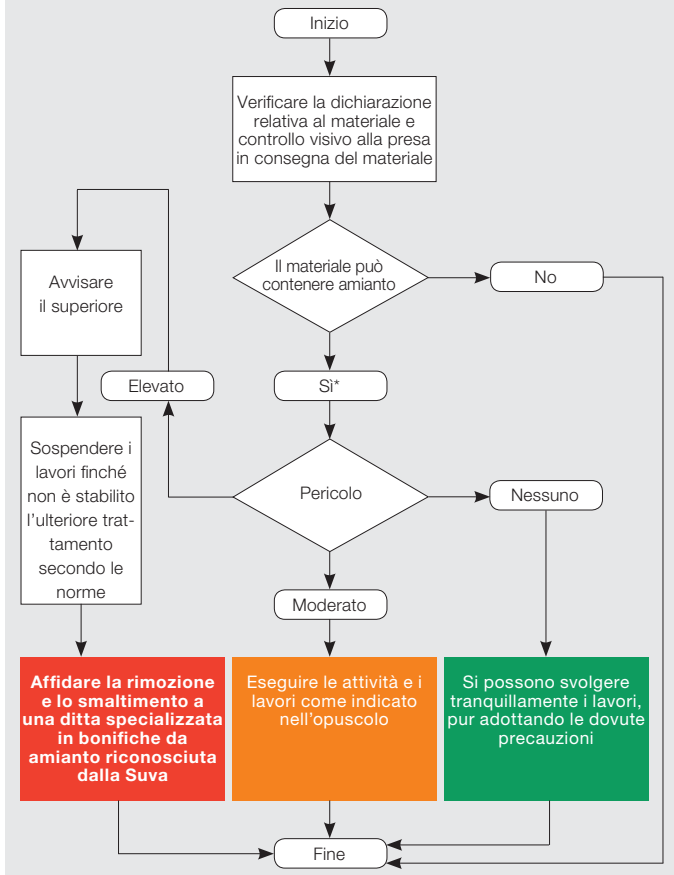 Inizio
Verificare la dichiarazione
relativa al materiale e
controllo visivo alla presa
in consegna del materiale
Il materiale può
contenere amianto
No
Avvisare
il superiore
Elevato
Sì*
Sospendere i
lavori finché
non è stabilito
l'ulteriore trat-
tamento
secondo le
norme
Pericolo
Nessuno
Moderato
Affidare la rimozione
e lo smaltimento a
una ditta specializzata
in bonifiche da
amianto riconosciuta
dalla Suva
Eseguire le attività e i
lavori come indicato
nell'opuscolo
Si possono svolgere
tranquillamente i lavori,
pur adottando le dovute
precauzioni
Fine